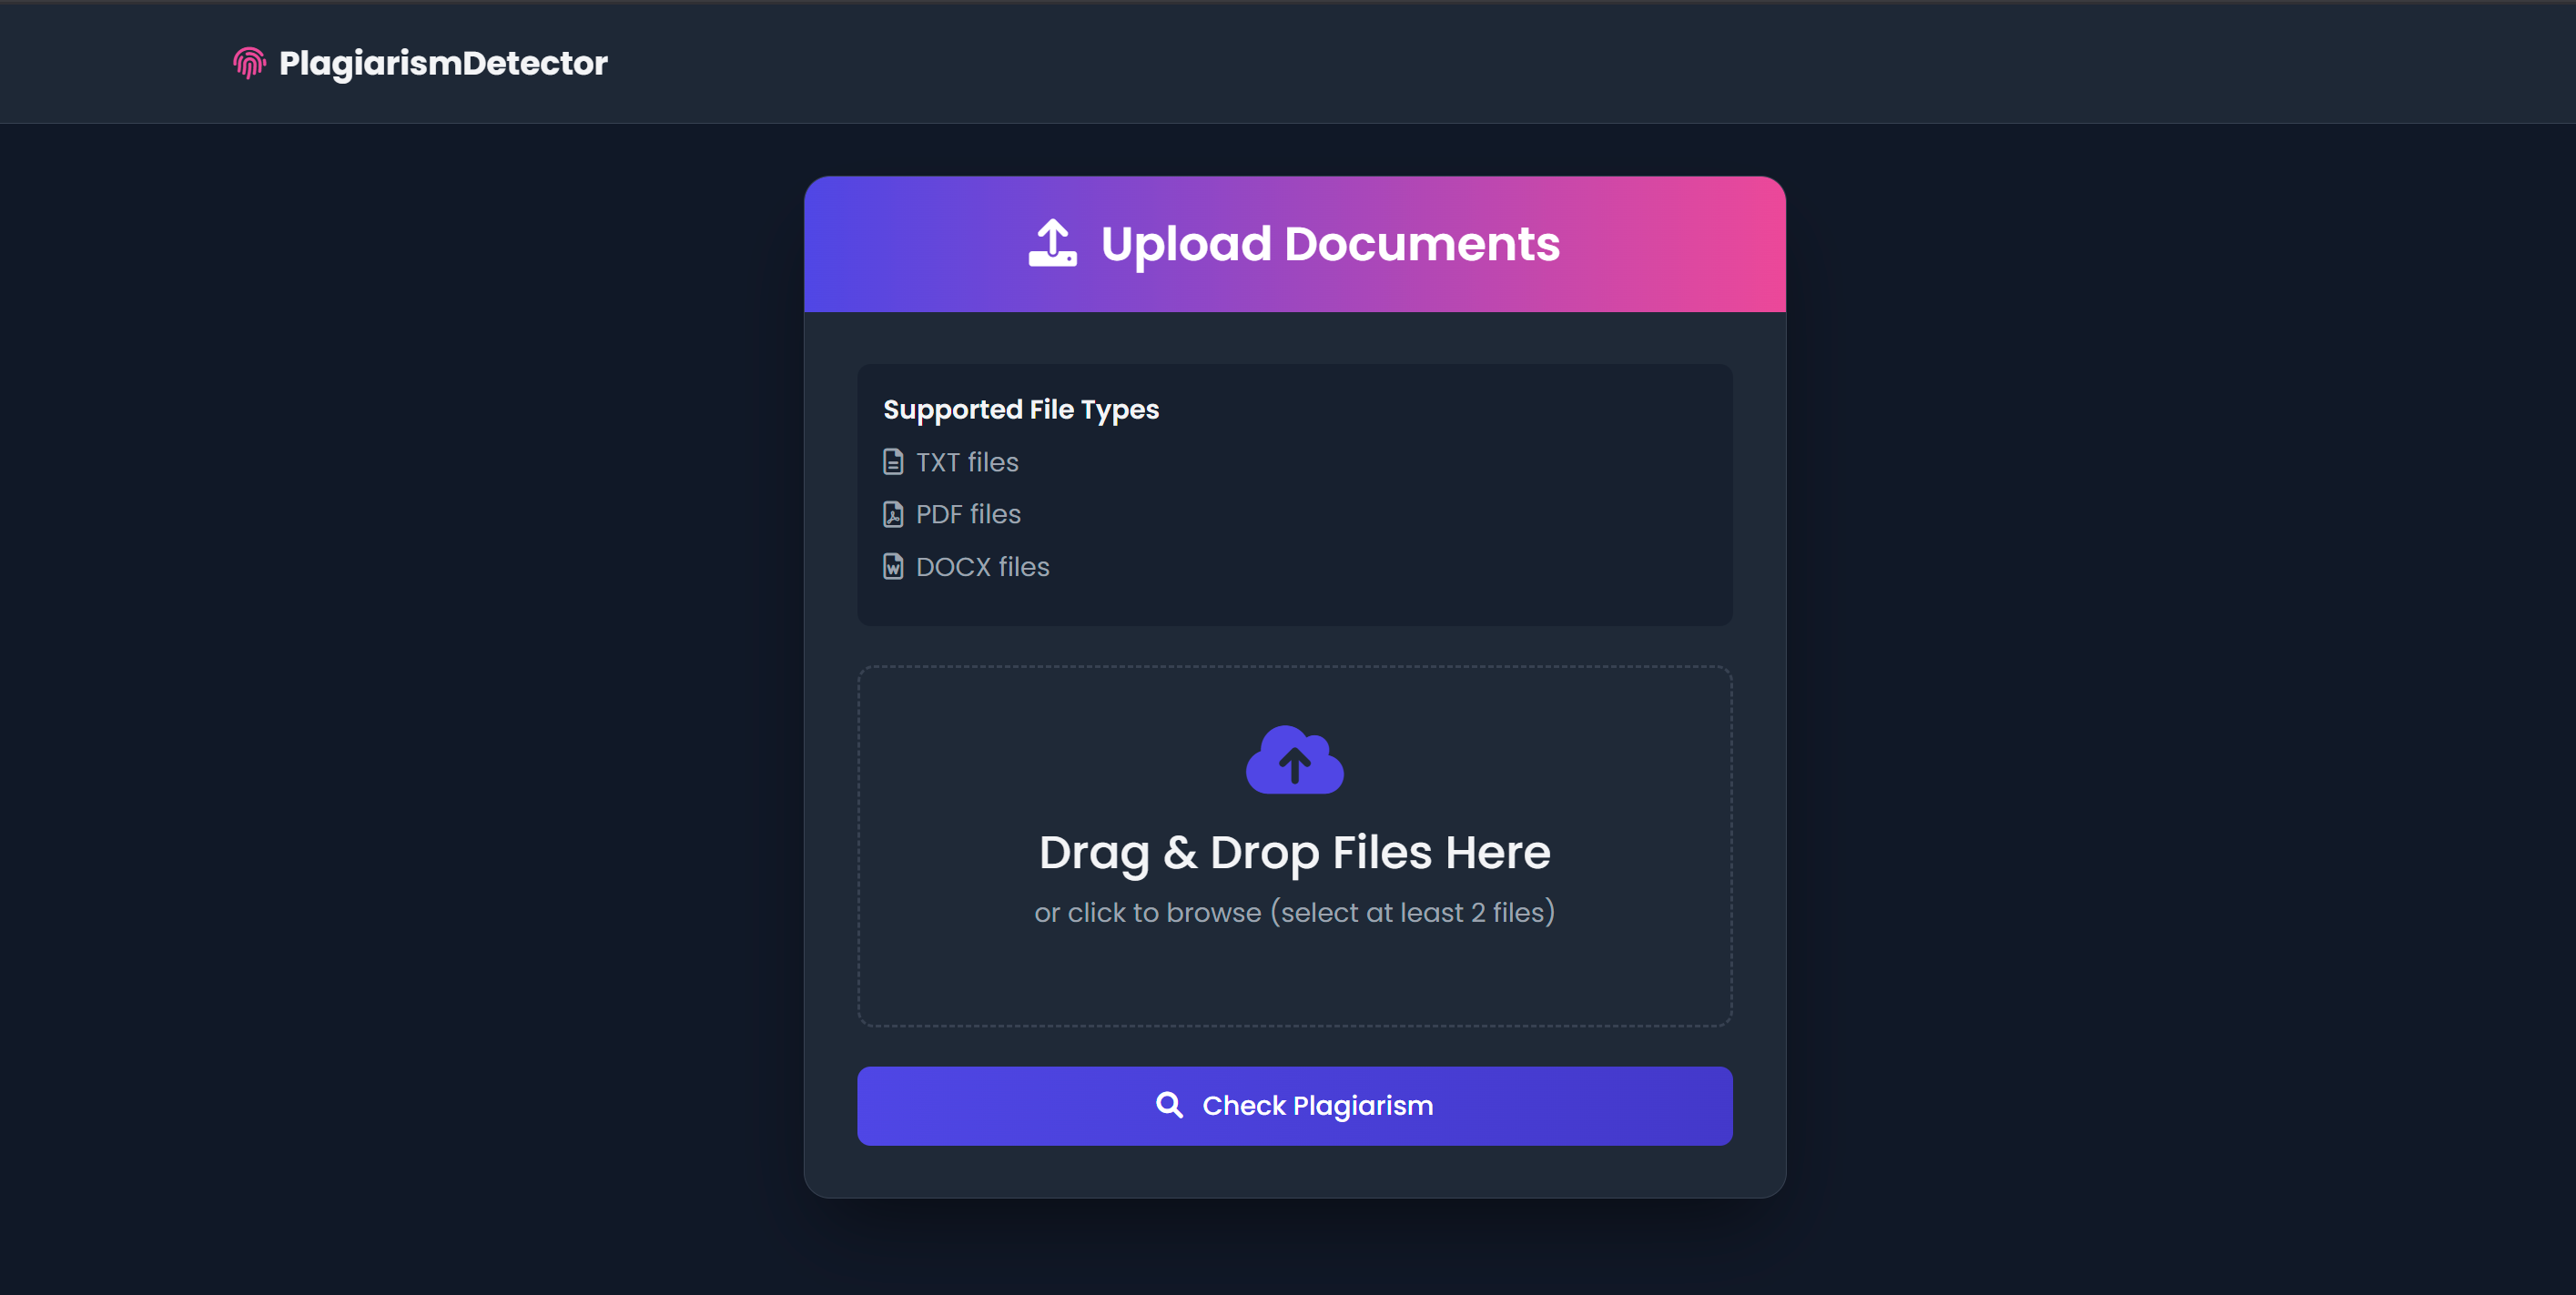 PlagiarismDetector
Upload Documents
Supported File Types
TXT files
PDF files
DOCX files
Drag & Drop Files Here
or click to browse (select at least 2 files)
Check Plagiarism